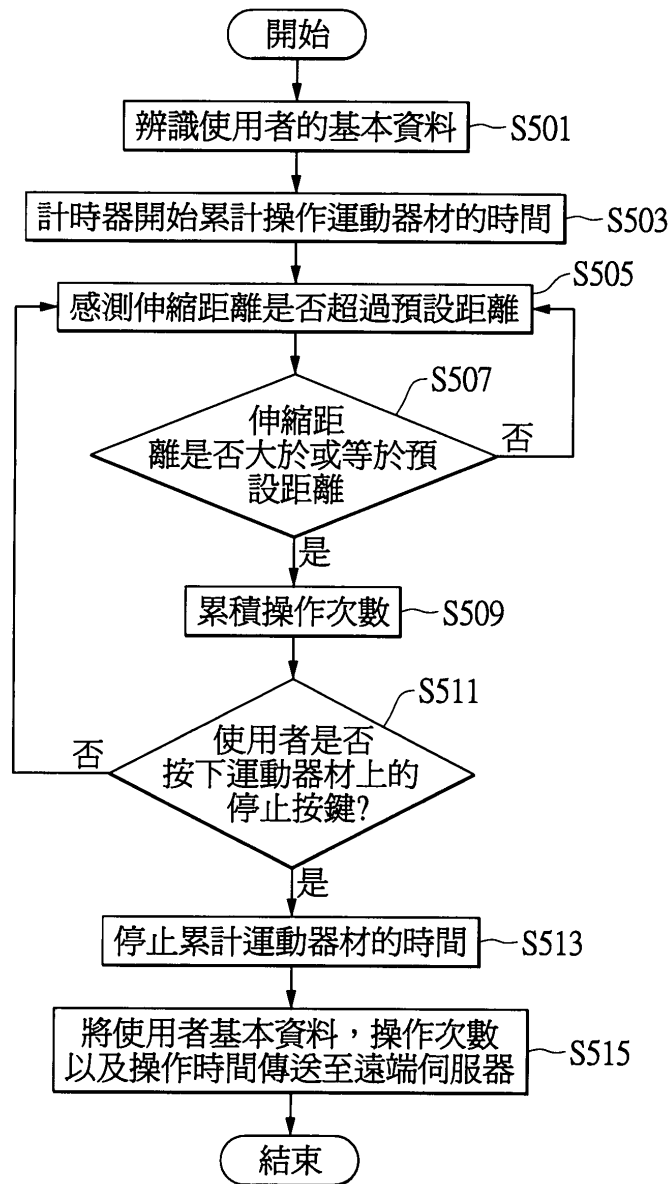 開始
辨識使用者的基本資料
S501
計時器開始累計操作運動器材的時間
S503
S505
感測伸縮距離是否超過預設距離
S507
伸縮距
離是否大於或等於預
設距離
否
是
累積操作次數
S509
S511
使用者是否
按下運動器材上的
停止按鍵?
否
是
停止累計運動器材的時間
S513
將使用者基本資料，操作次數
以及操作時間傳送至遠端伺服器
S515
結束